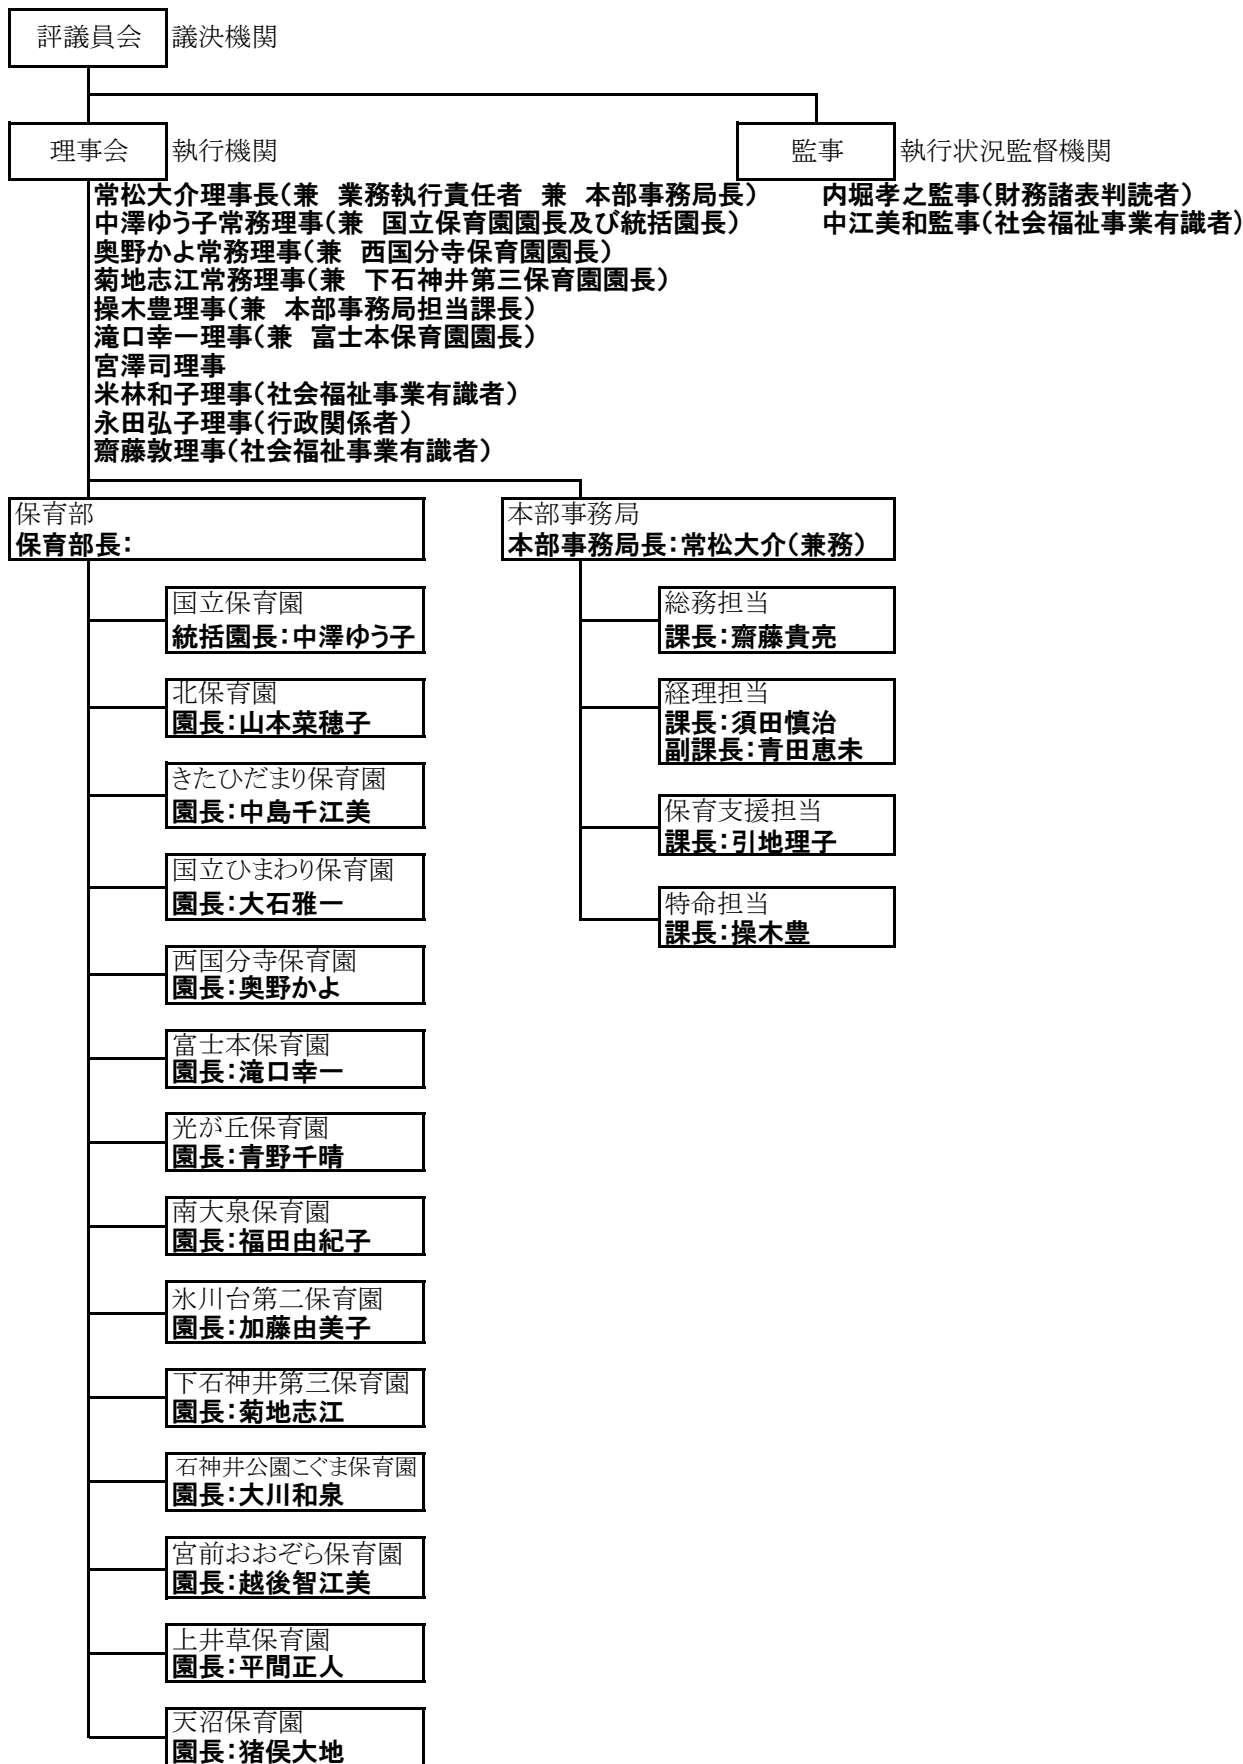 評議員会 議決機関
理事会 執行機関
監事 執行状況監督機関
常松大介理事長(兼 業務執行責任者 兼 本部事務局長)
中澤ゆう子常務理事(兼 国立保育園園長及び統括園長)
奥野かよ常務理事(兼 西国分寺保育園園長)
菊地志江常務理事(兼 下石神井第三保育園園長)
操木豊理事(兼 本部事務局担当課長)
滝口幸一理事(兼 富士本保育園園長)
宮澤司理事
米林和子理事(社会福祉事業有識者)
永田弘子理事(行政関係者)
齋藤敦理事(社会福祉事業有識者)
内堀孝之監事(財務諸表判読者)
中江美和監事(社会福祉事業有識者)
保育部
保育部長:
国立保育園
統括園長:中澤ゆう子
北保育園
園長:山本菜穂子
きたひだまり保育園
園長:中島千江美
国立ひまわり保育園
園長:大石雅一
西国分寺保育園
園長:奥野かよ
富士本保育園
園長:滝口幸一
光が丘保育園
園長:青野千晴
南大泉保育園
園長:福田由紀子
氷川台第二保育園
園長:加藤由美子
下石神井第三保育園
園長:菊地志江
石神井公園こぐま保育園
園長:大川和泉
宮前おおぞら保育園
園長:越後智江美
上井草保育園
園長:平間正人
天沼保育園
園長:猪俣大地
本部事務局
本部事務局長:常松大介(兼務)
総務担当
課長:齋藤貴亮
経理担当
課長:須田慎治
副課長:青田恵未
保育支援担当
課長:引地理子
特命担当
課長:操木豊